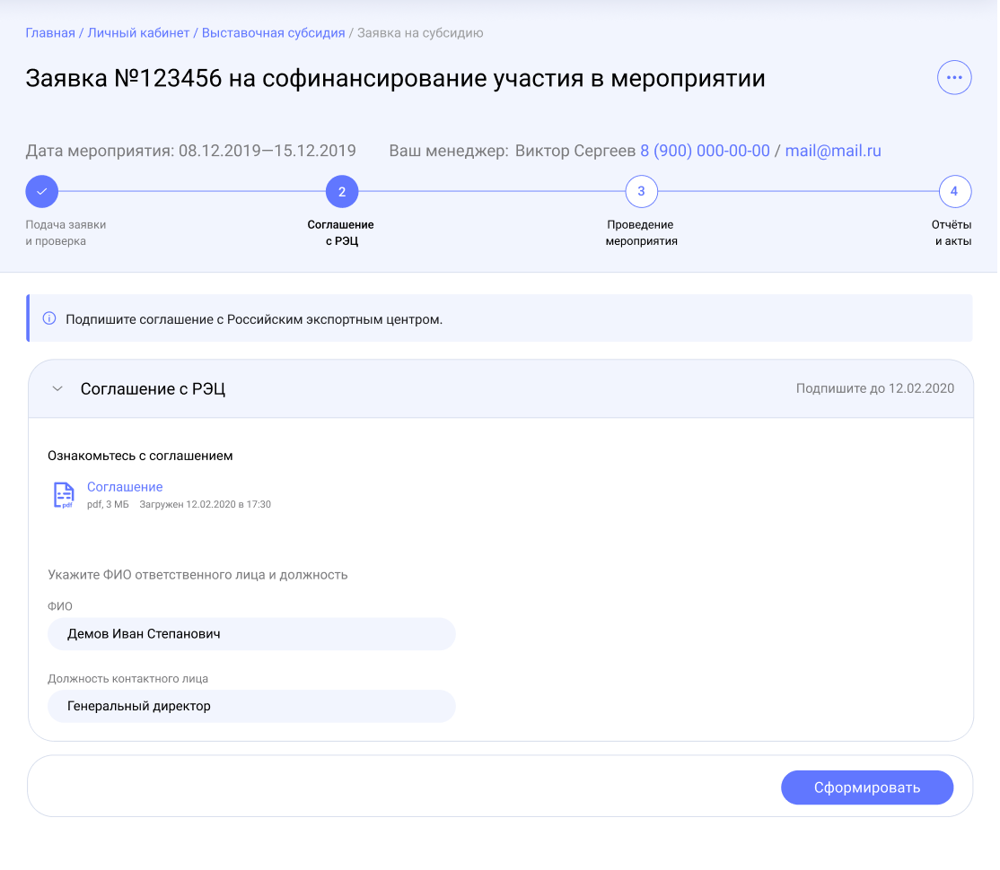 Главная / Личный кабинет / Выставочная субсидия / Заявка на субсидию
Заявка №123456 на софинансирование участия в мероприятии
Дата мероприятия: 08.12.2019—15.12.2019 Ваш менеджер: Виктор Сергеев 8 (900) 000-00-00 / mail@mail.ru
2
3
4
Подача заявки
и проверка
Соглашение
с РЭЦ
Проведение
мероприятия
Отчёты
и акты
Подпишите соглашение с Российским экспортным центром.
Соглашение с РЭЦ
Подпишите до 12.02.2020
Ознакомьтесь с соглашением
Соглашение
pdf
pdf, 3 МБ Загружен 12.02.2020 в 17:30
Укажите ФИО ответственного лица и должность
ФИО
Демов Иван Степанович
Должность контактного лица
Генеральный директор
Сформировать